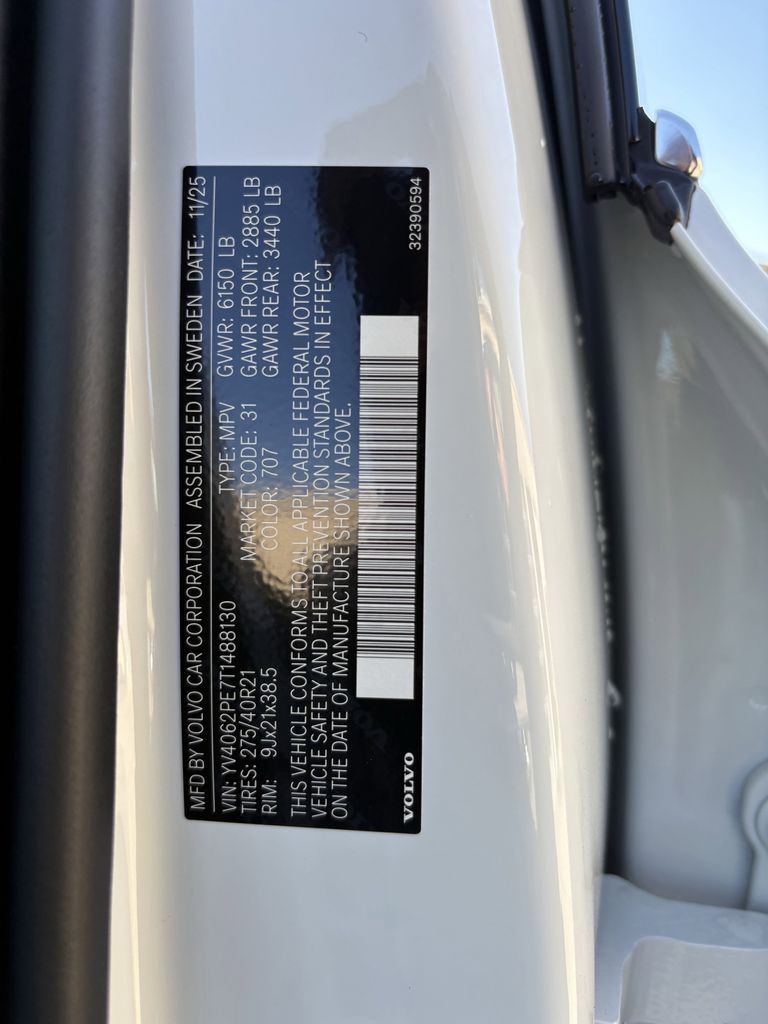 MFD BY VOLVO CAR CORPORATION ASSEMBLED IN SWEDEN DATE: 11/25
VIN: YV4062PE7T1488130 TYPE: MPV GVWR: 6150 LB
TIRES: 275/40R21 MARKET CODE: 31 GAWR FRONT: 2885 LB
RIM: 9Jx21x38.5 COLOR: 707 GAWR REAR: 3440 LB
THIS VEHICLE CONFORMS TO ALL APPLICABLE FEDERAL MOTOR
VEHICLE SAFETY AND THEFT PREVENTION STANDARDS IN EFFECT
ON THE DATE OF MANUFACTURE SHOWN ABOVE.
VOLVO 32390594